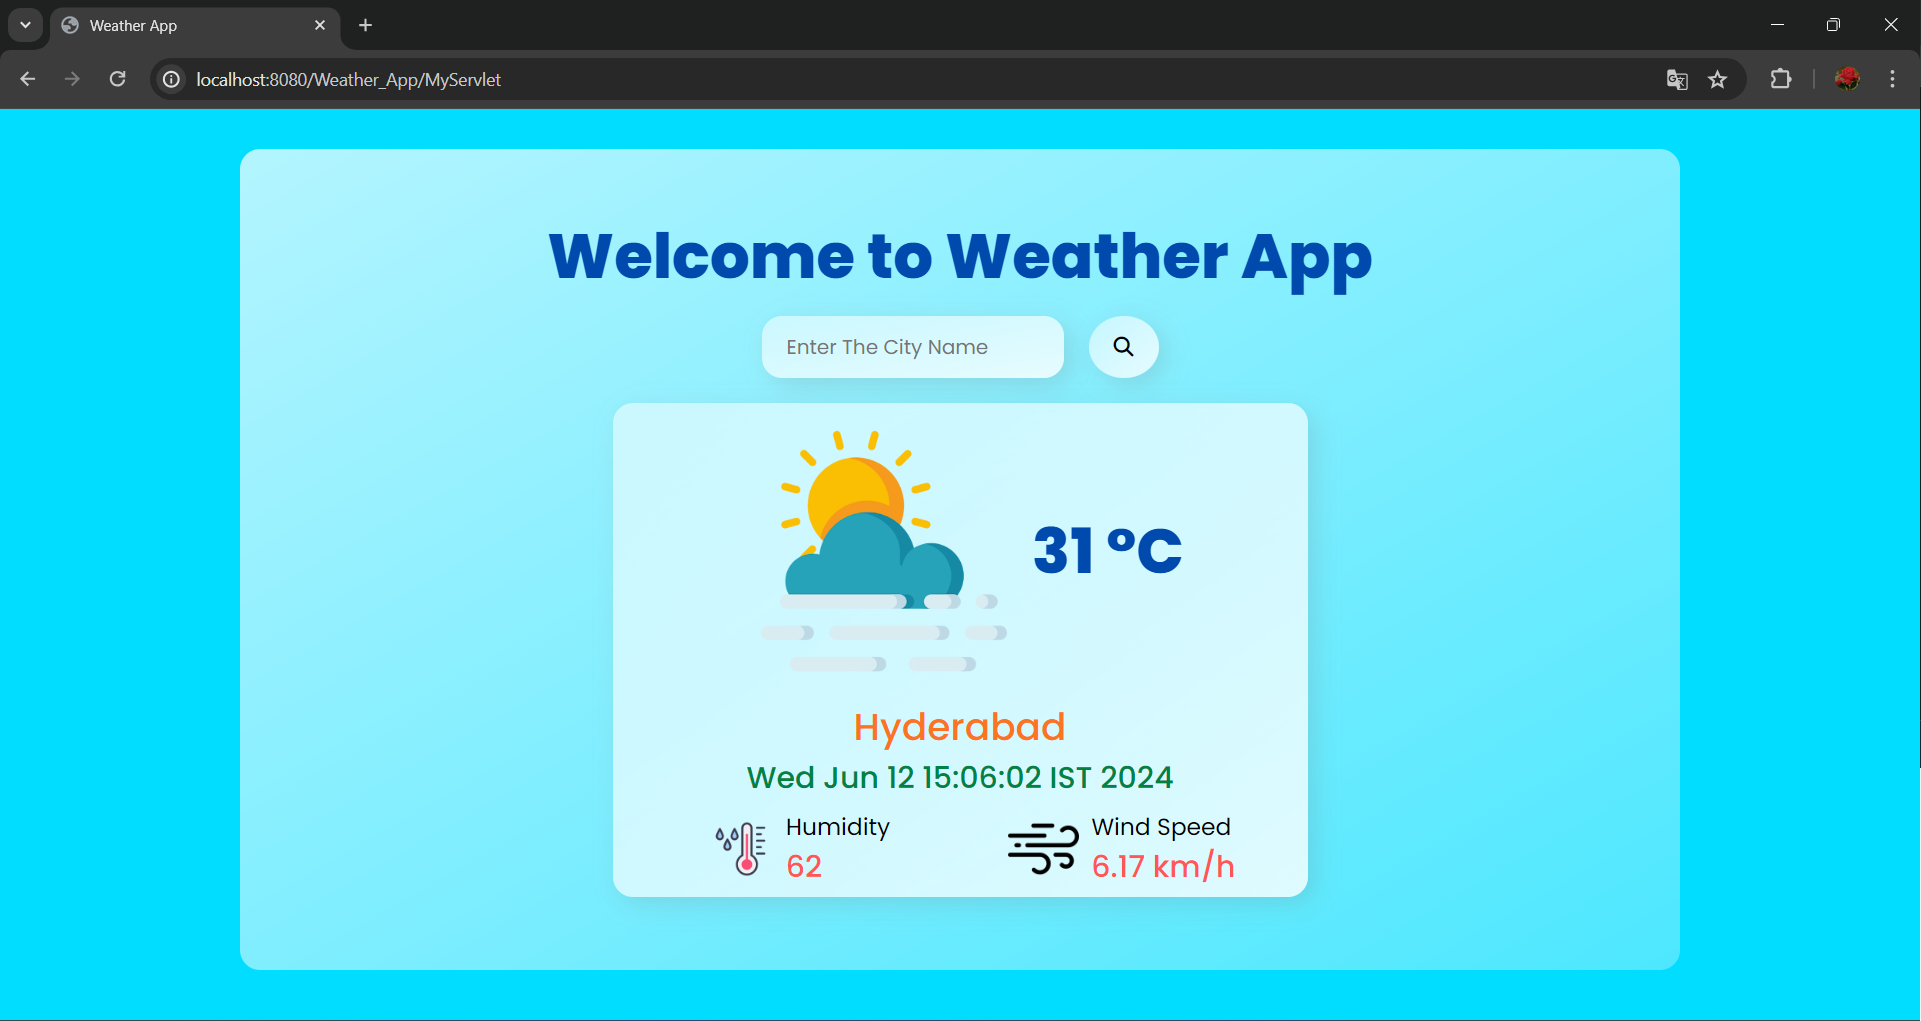 Weather App
localhost:8080/Weather_App/MyServlet
Welcome to Weather App
Enter The City Name
31 °C
Hyderabad
Wed Jun 12 15:06:02 IST 2024
Humidity
62
Wind Speed
6.17 km/h